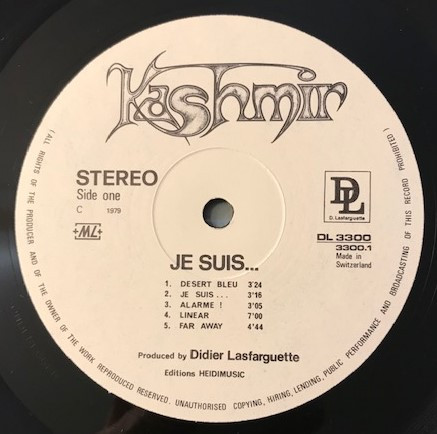 Kashmir
STEREO
Side one
C 1979
+ML+
DL
D. Lasfarguette
DL 3300
3300.1
Made in
Switzerland
JE SUIS...
1. DESERT BLEU 3'24
2. JE SUIS... 3'16
3. ALARME ! 3'05
4. LINEAR 7'00
5. FAR AWAY 4'44
Produced by Didier Lasfarguette
Editions HEIDIMUSIC
( ALL RIGHTS OF THE PRODUCER AND OF THE OWNER OF THE WORK REPRODUCED RESERVED. UNAUTHORISED COPYING, HIRING, LENDING, PUBLIC PERFORMANCE AND BROADCASTING OF THIS RECORD PROHIBITED )